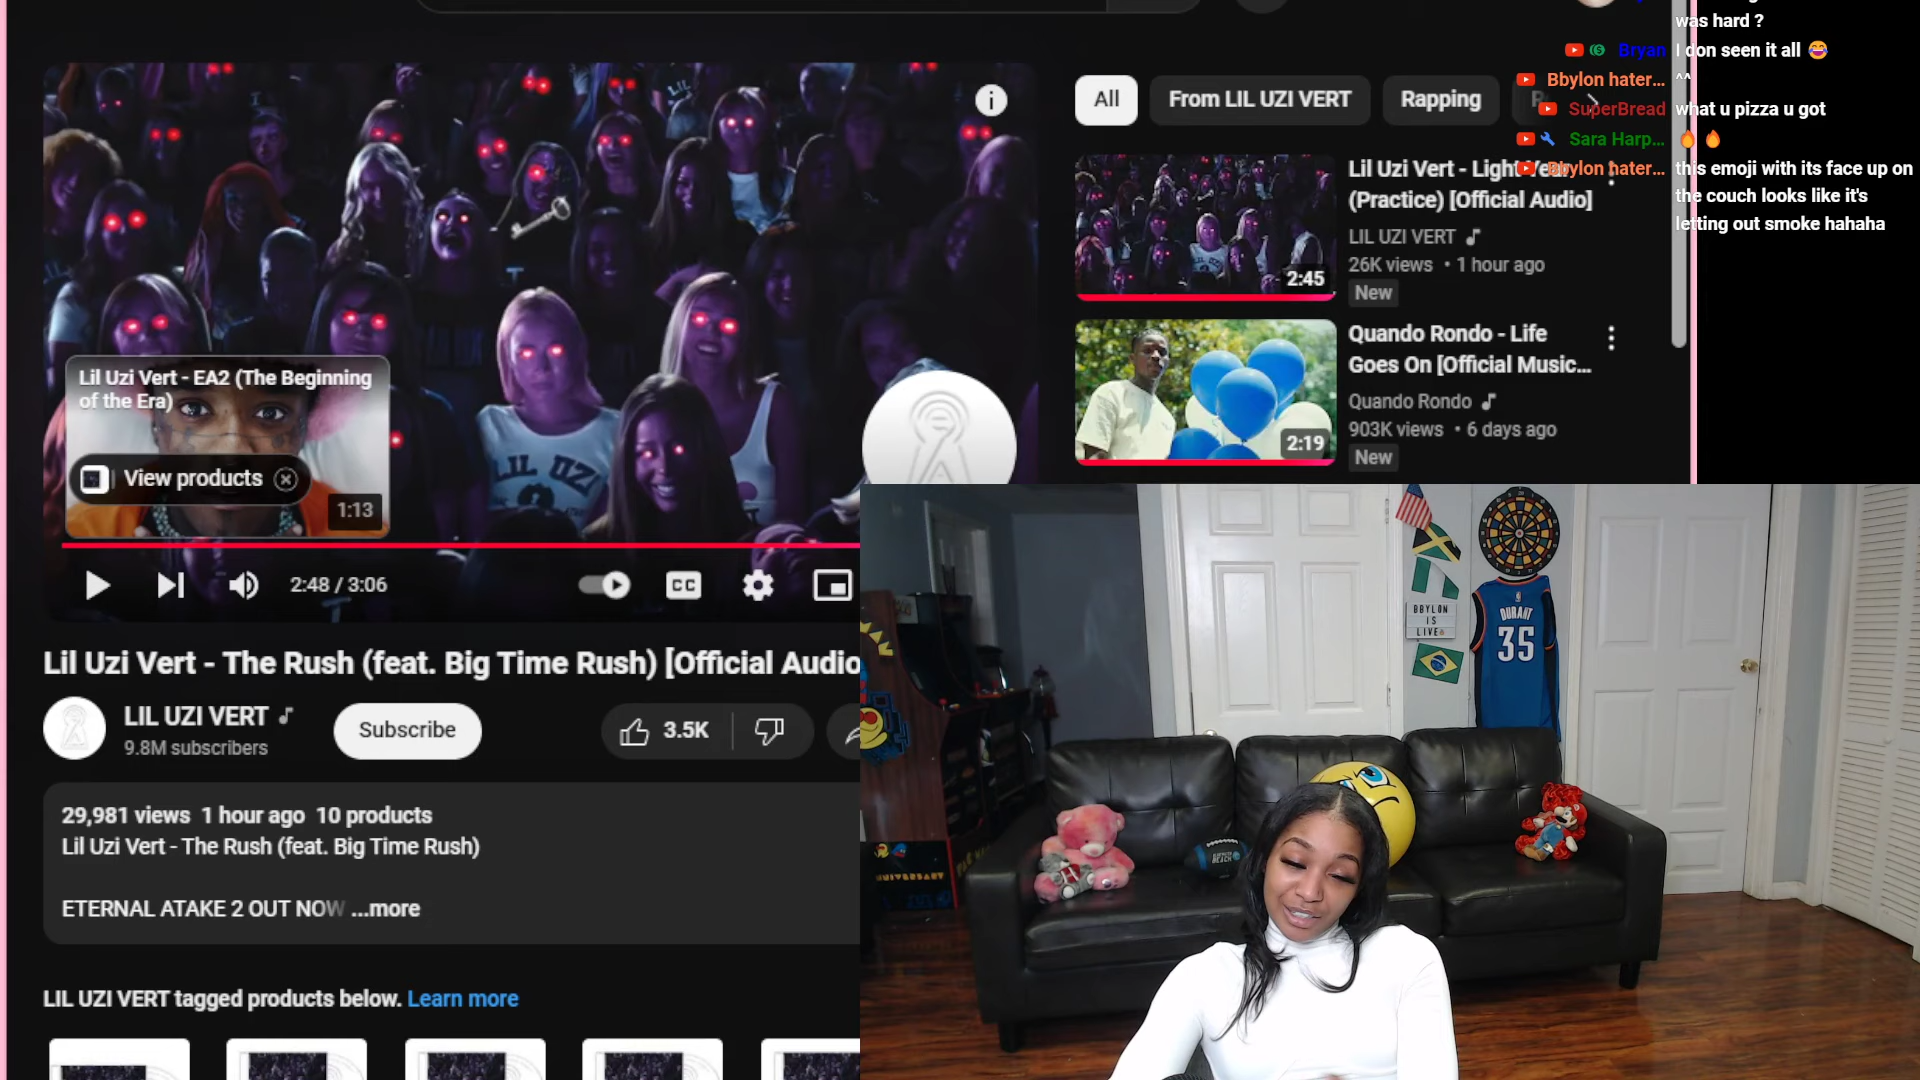 All
From LIL UZI VERT
Rapping
Lil Uzi Vert - Light Year
(Practice) [Official Audio]
LIL UZI VERT
26K views • 1 hour ago
New
2:45
Quando Rondo - Life
Goes On [Official Music...
Quando Rondo
903K views • 6 days ago
New
2:19
was hard ?
Bryan I don seen it all 😂
Bbylon hater... ^^
SuperBread what u pizza u got
Sara Harp... 🔥 🔥
Bbylon hater... this emoji with its face up on
the couch looks like it's
letting out smoke hahaha
LIL UZI
Lil Uzi Vert - EA2 (The Beginning
of the Era)
View products
1:13
2:48 / 3:06
CC
Lil Uzi Vert - The Rush (feat. Big Time Rush) [Official Audio
LIL UZI VERT
9.8M subscribers
Subscribe
3.5K
29,981 views 1 hour ago 10 products
Lil Uzi Vert - The Rush (feat. Big Time Rush)
ETERNAL ATAKE 2 OUT NOW ...more
LIL UZI VERT tagged products below. Learn more
BBYLON
IS
LIVE
DURANT
35